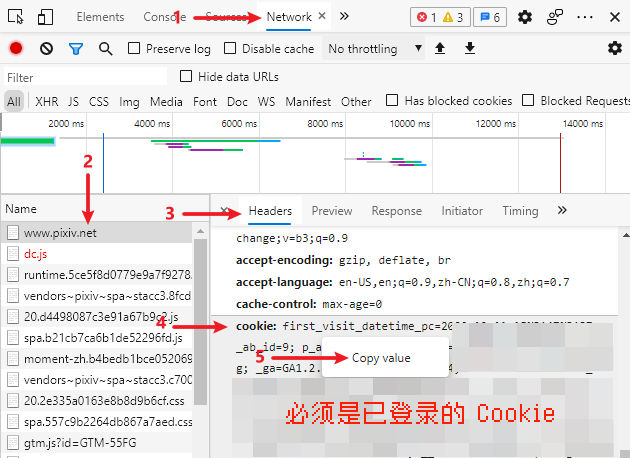 Elements Console Sources Network
1 3 6
Preserve log Disable cache No throttling
Filter Hide data URLs
All XHR JS CSS Img Media Font Doc WS Manifest Other Has blocked cookies Blocked Requests
2000 ms 4000 ms 6000 ms 8000 ms 10000 ms 12000 ms 14000 ms
Name
www.pixiv.net
dc.js
runtime.5ce5f8d0779e9a7f9278.
vendors~pixiv~spa~stacc3.8fcd
20.d4498087c3e91a67b9c2.js
spa.b21cb7ca6b1de52296fd.js
moment-zh.b4bedb1bce052069
vendors~pixiv~spa~stacc3.c700
20.2e335a0163e8b8d9b6cf.css
spa.557c9b2264db867a7aed.css
gtm.js?id=GTM-55FG
Headers Preview Response Initiator Timing
change;v=b3;q=0.9
accept-encoding: gzip, deflate, br
accept-language: en-US,en;q=0.9,zh-CN;q=0.8,zh;q=0.7
cache-control: max-age=0
cookie: first_visit_datetime_pc=
_ab_id=9; p_a
g; _ga=GA1.2.
Copy value
必须是已登录的 Cookie
1
2
3
4
5